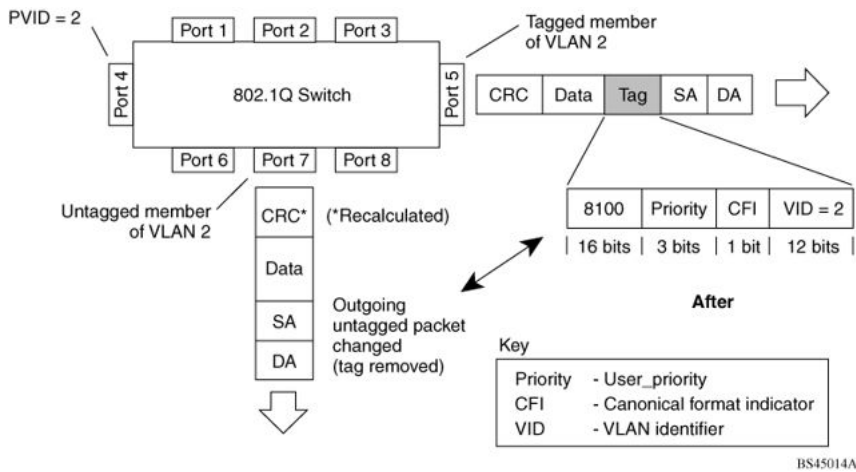 PVID = 2
Port 1
Port 2
Port 3
Tagged member
of VLAN 2
Port 4
802.1Q Switch
Port 5
CRC
Data
Tag
SA
DA
Port 6
Port 7
Port 8
Untagged member
of VLAN 2
CRC*
(*Recalculated)
Data
SA
DA
Outgoing
untagged packet
changed
(tag removed)
8100
Priority
CFI
VID = 2
16 bits
3 bits
1 bit
12 bits
After
Key
Priority - User_priority
CFI - Canonical format indicator
VID - VLAN identifier
BS45014A